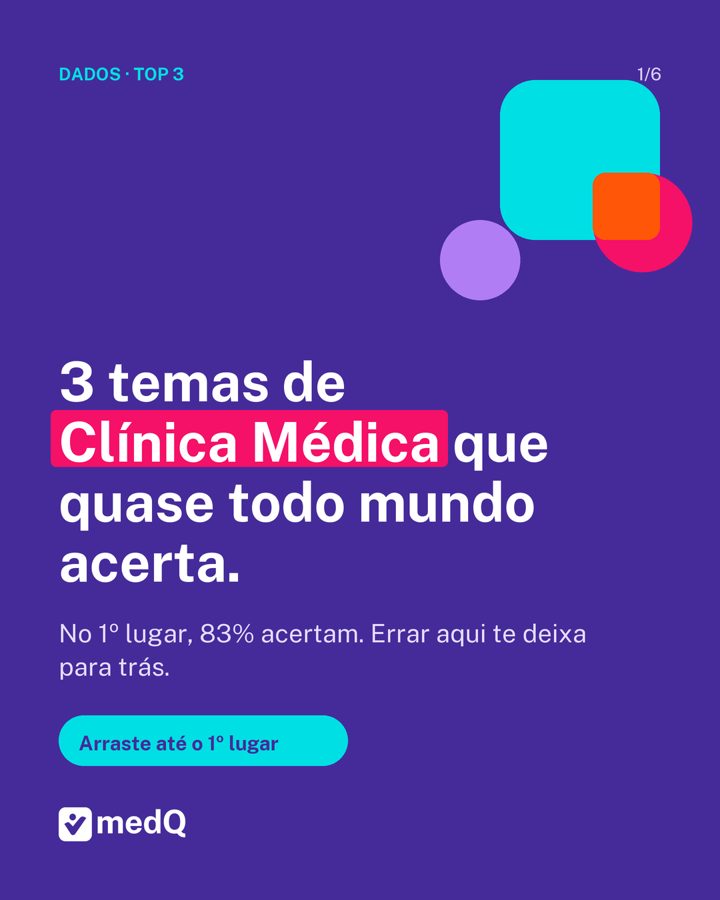 DADOS · TOP 3
1/6
3 temas de
Clínica Médica que
quase todo mundo
acerta.
No 1º lugar, 83% acertam. Errar aqui te deixa
para trás.
Arraste até o 1º lugar
medQ